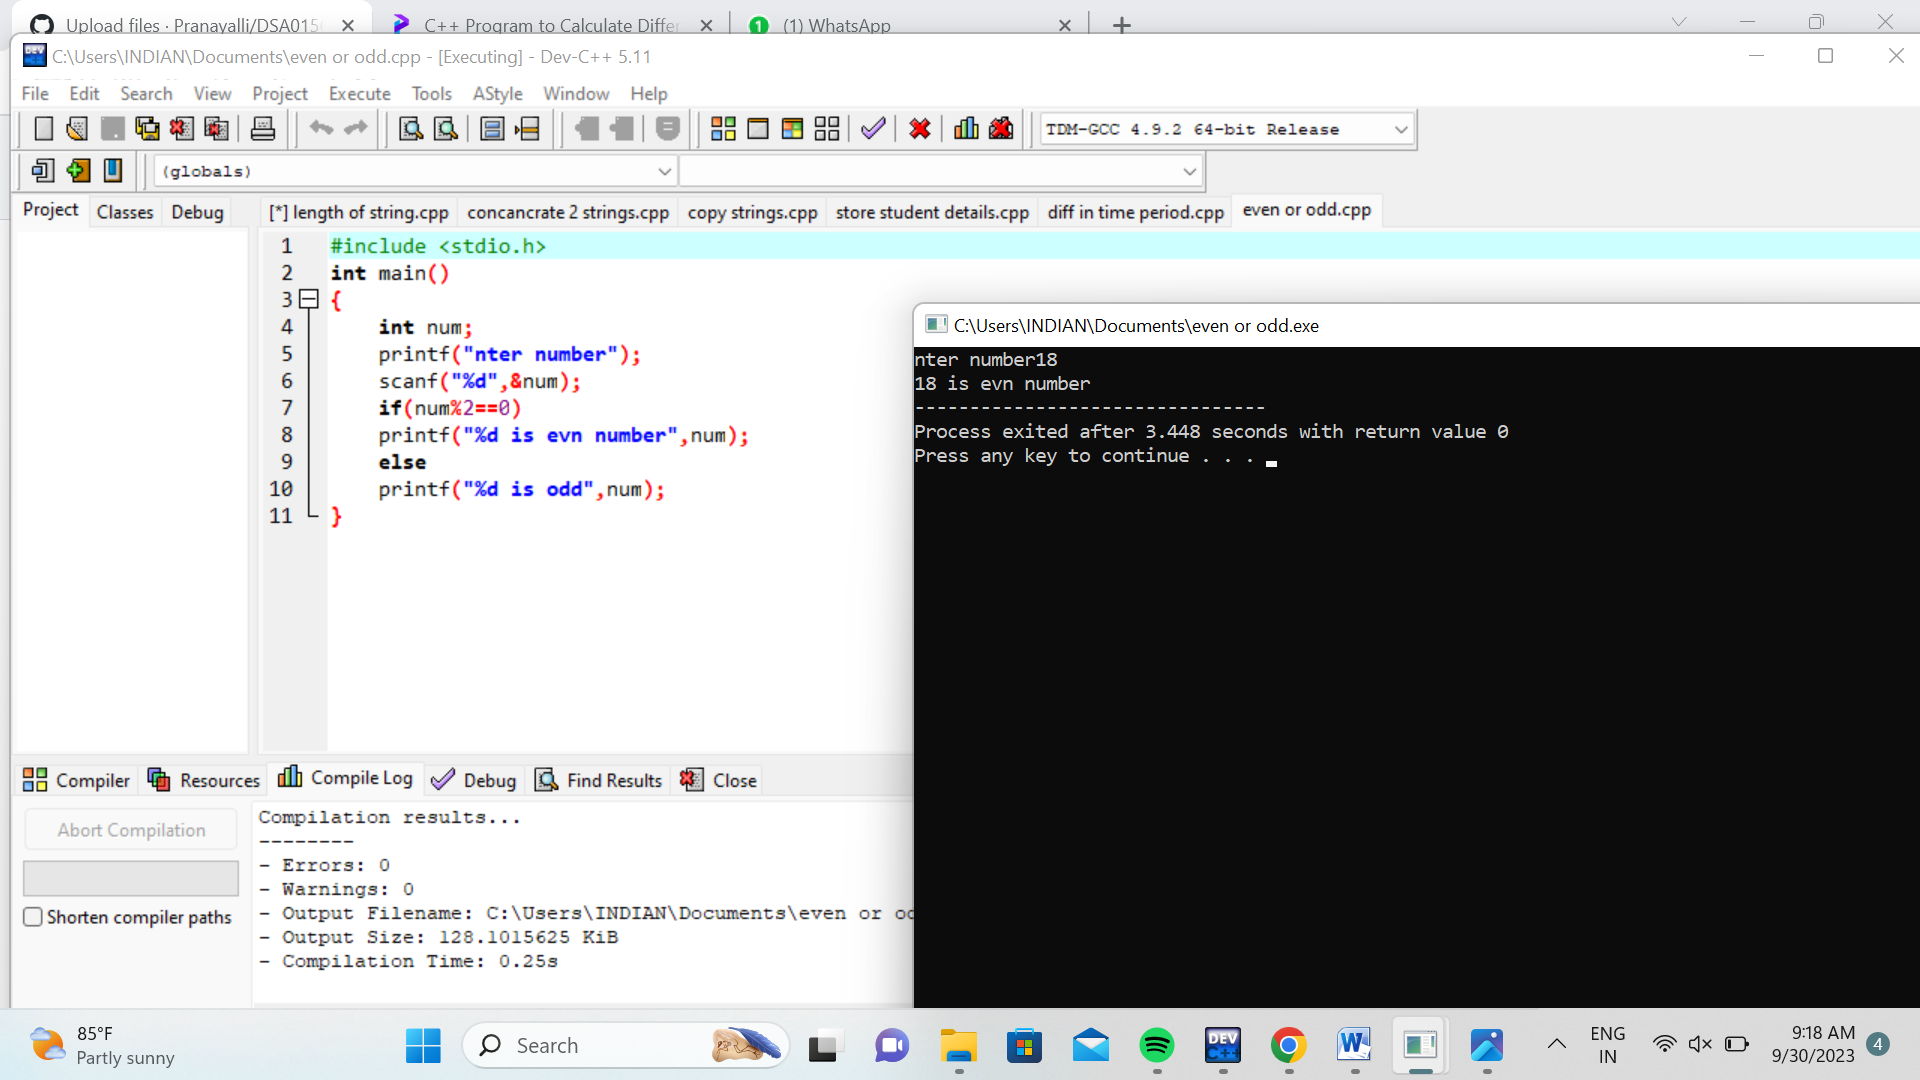 Upload files · Pranayalli/DSA015
C++ Program to Calculate Differ
(1) WhatsApp
C:\Users\INDIAN\Documents\even or odd.cpp - [Executing] - Dev-C++ 5.11
File Edit Search View Project Execute Tools AStyle Window Help
TDM-GCC 4.9.2 64-bit Release
(globals)
Project Classes Debug
[*] length of string.cpp concancrate 2 strings.cpp copy strings.cpp store student details.cpp diff in time period.cpp even or odd.cpp
1 #include <stdio.h>
2 int main()
3 {
4 int num;
5 printf("nter number");
6 scanf("%d",&num);
7 if(num%2==0)
8 printf("%d is evn number",num);
9 else
10 printf("%d is odd",num);
11 }
C:\Users\INDIAN\Documents\even or odd.exe
nter number18
18 is evn number
--------------------------------
Process exited after 3.448 seconds with return value 0
Press any key to continue . . .
Compiler Resources Compile Log Debug Find Results Close
Abort Compilation
Shorten compiler paths
Compilation results...
--------
- Errors: 0
- Warnings: 0
- Output Filename: C:\Users\INDIAN\Documents\even or od
- Output Size: 128.1015625 KiB
- Compilation Time: 0.25s
85°F
Partly sunny
Search
DEV
C++
ENG
IN
9:18 AM
9/30/2023
4